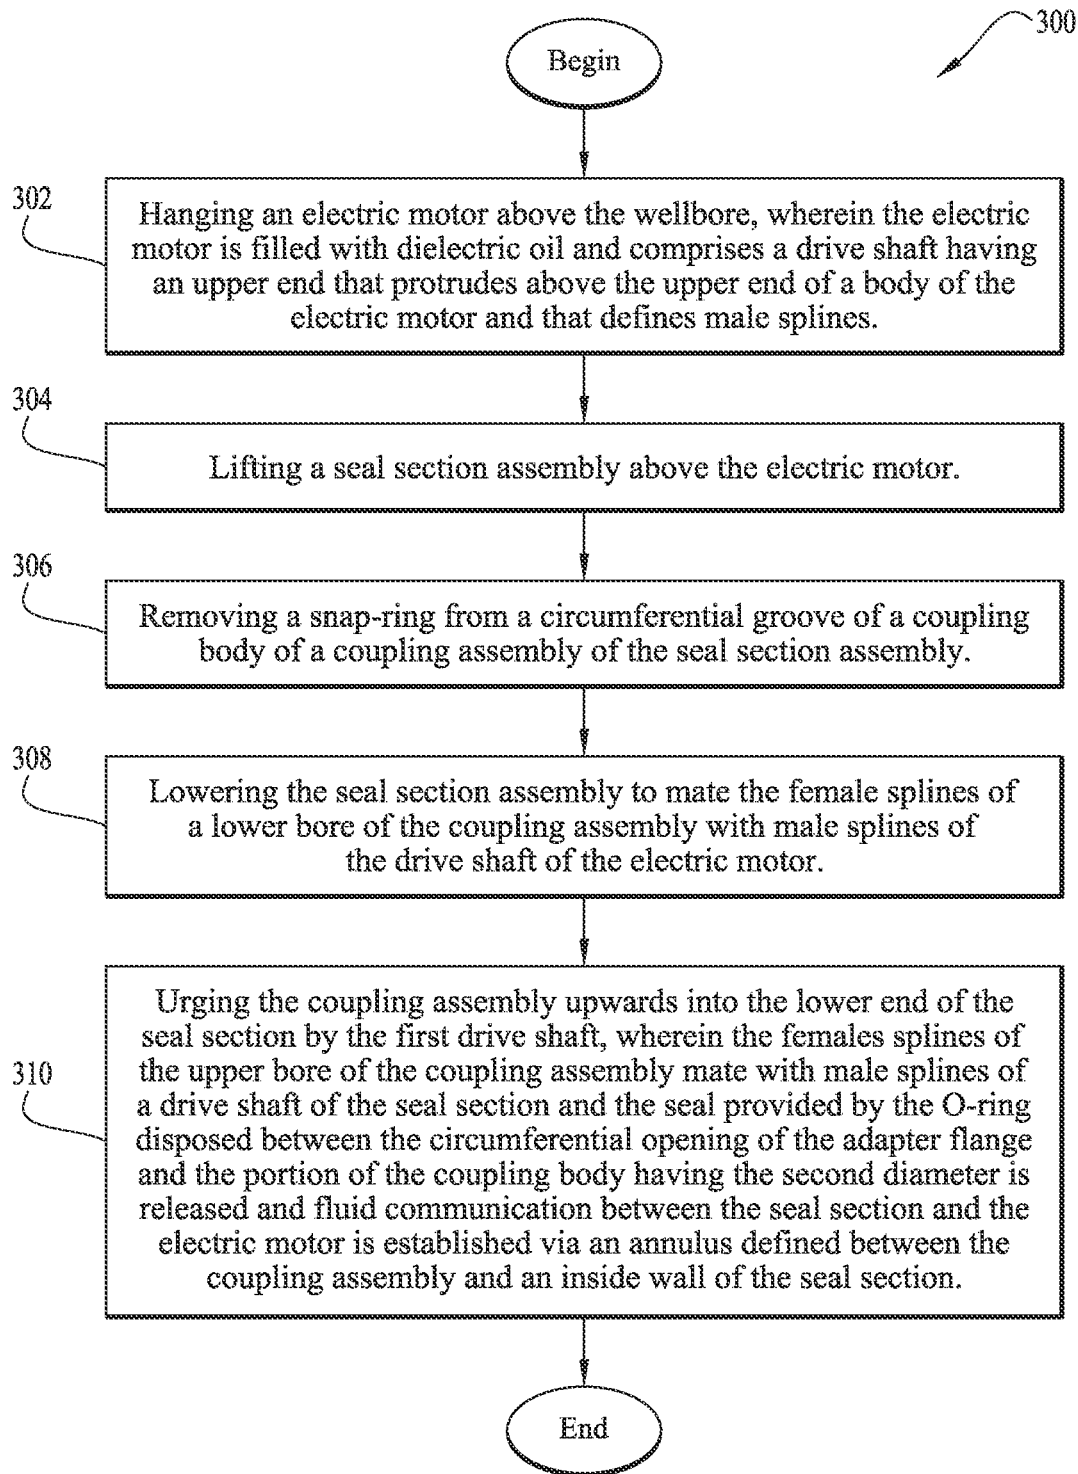 300
Begin
302
Hanging an electric motor above the wellbore, wherein the electric
motor is filled with dielectric oil and comprises a drive shaft having
an upper end that protrudes above the upper end of a body of the
electric motor and that defines male splines.
304
Lifting a seal section assembly above the electric motor.
306
Removing a snap-ring from a circumferential groove of a coupling
body of a coupling assembly of the seal section assembly.
308
Lowering the seal section assembly to mate the female splines of
a lower bore of the coupling assembly with male splines of
the drive shaft of the electric motor.
310
Urging the coupling assembly upwards into the lower end of the
seal section by the first drive shaft, wherein the females splines of
the upper bore of the coupling assembly mate with male splines of
a drive shaft of the seal section and the seal provided by the O-ring
disposed between the circumferential opening of the adapter flange
and the portion of the coupling body having the second diameter is
released and fluid communication between the seal section and the
electric motor is established via an annulus defined between the
coupling assembly and an inside wall of the seal section.
End